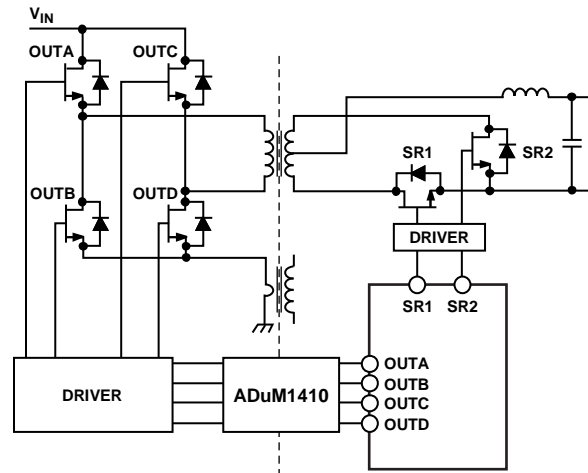 VIN
OUTA
OUTC
OUTB
OUTD
SR1
SR2
DRIVER
SR1
SR2
OUTA
OUTB
OUTC
OUTD
DRIVER
ADuM1410